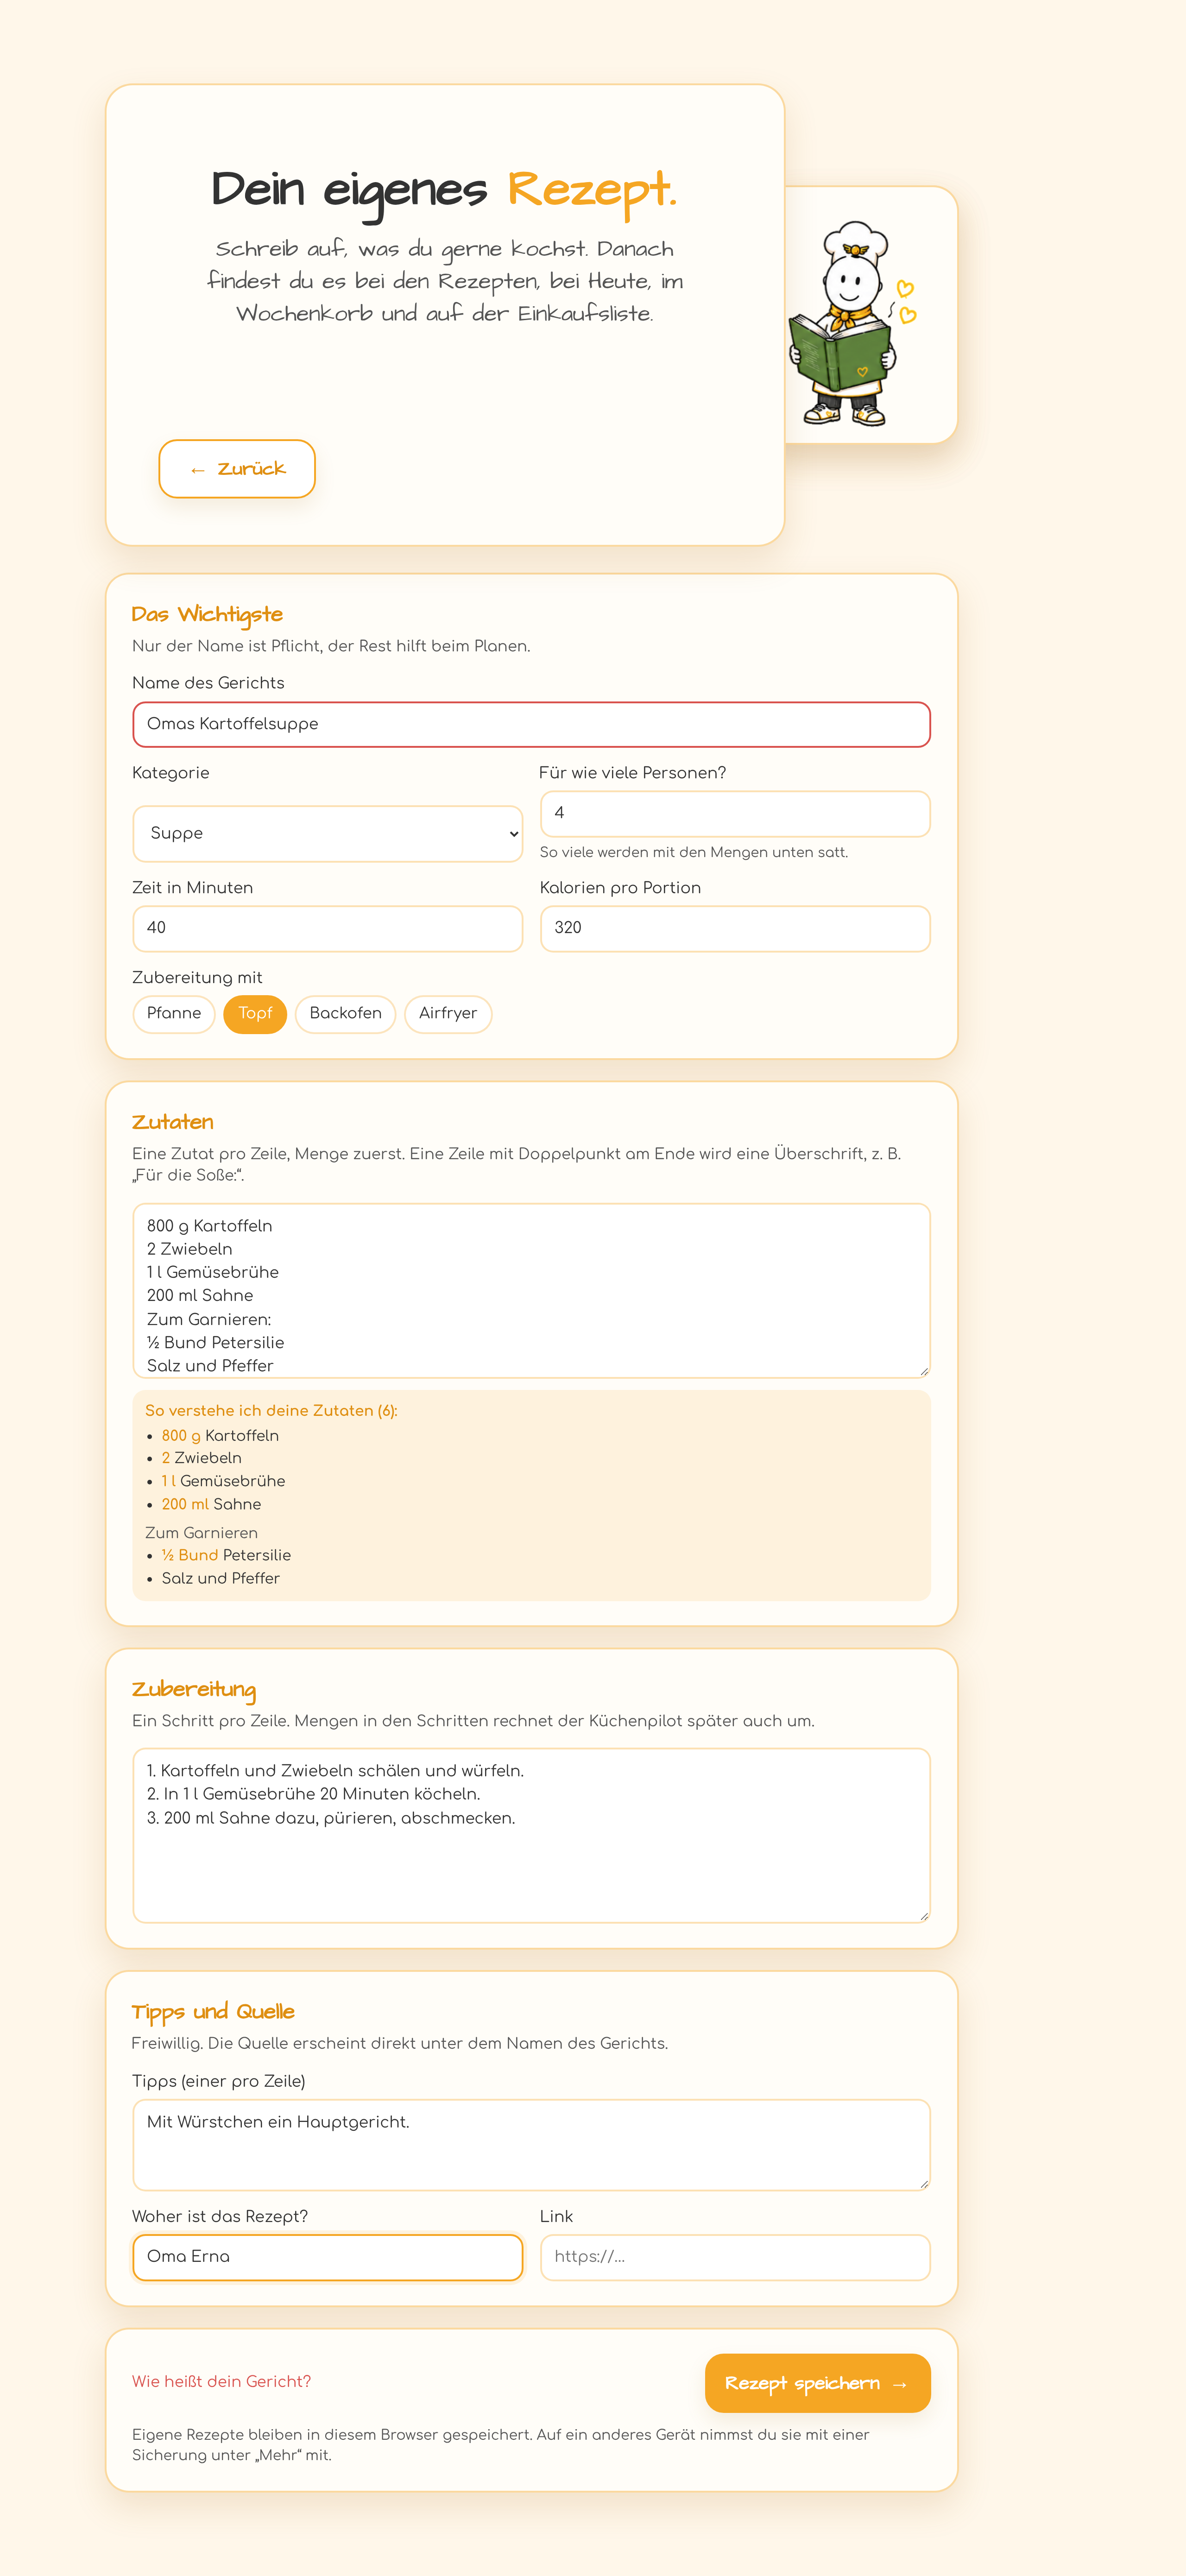 Dein eigenes Rezept.
Schreib auf, was du gerne kochst. Danach
findest du es bei den Rezepten, bei Heute, im
Wochenkorb und auf der Einkaufsliste.
← Zurück
Das Wichtigste
Nur der Name ist Pflicht, der Rest hilft beim Planen.
Name des Gerichts
Omas Kartoffelsuppe
Kategorie
Für wie viele Personen?
Suppe
4
So viele werden mit den Mengen unten satt.
Zeit in Minuten
Kalorien pro Portion
40
320
Zubereitung mit
Pfanne Topf Backofen Airfryer
Zutaten
Eine Zutat pro Zeile, Menge zuerst. Eine Zeile mit Doppelpunkt am Ende wird eine Überschrift, z. B.
„Für die Soße:“.
800 g Kartoffeln
2 Zwiebeln
1 l Gemüsebrühe
200 ml Sahne
Zum Garnieren:
½ Bund Petersilie
Salz und Pfeffer
So verstehe ich deine Zutaten (6):
• 800 g Kartoffeln
• 2 Zwiebeln
• 1 l Gemüsebrühe
• 200 ml Sahne
Zum Garnieren
• ½ Bund Petersilie
• Salz und Pfeffer
Zubereitung
Ein Schritt pro Zeile. Mengen in den Schritten rechnet der Küchenpilot später auch um.
1. Kartoffeln und Zwiebeln schälen und würfeln.
2. In 1 l Gemüsebrühe 20 Minuten köcheln.
3. 200 ml Sahne dazu, pürieren, abschmecken.
Tipps und Quelle
Freiwillig. Die Quelle erscheint direkt unter dem Namen des Gerichts.
Tipps (einer pro Zeile)
Mit Würstchen ein Hauptgericht.
Woher ist das Rezept?
Link
Oma Erna
https://...
Wie heißt dein Gericht?
Rezept speichern →
Eigene Rezepte bleiben in diesem Browser gespeichert. Auf ein anderes Gerät nimmst du sie mit einer
Sicherung unter „Mehr“ mit.